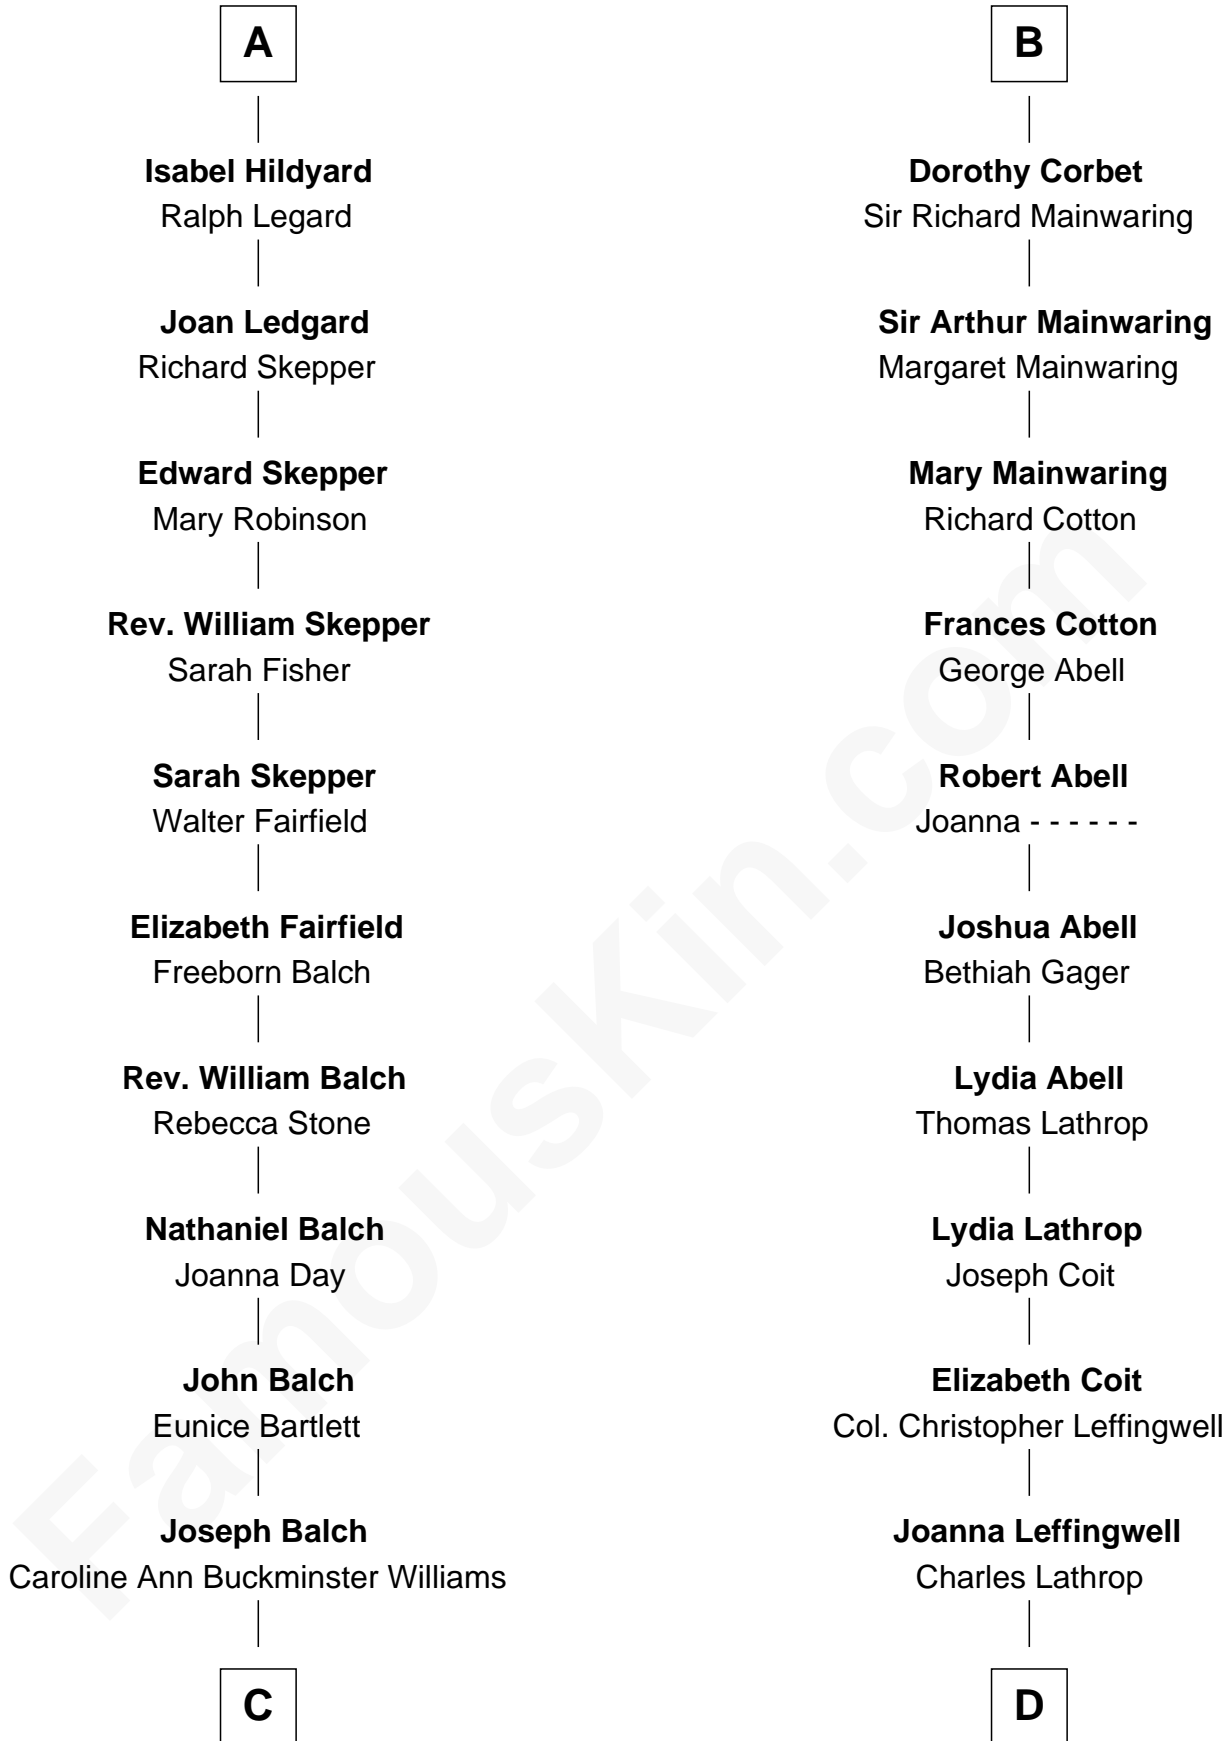 A
Isabel Hildyard
Ralph Legard
Joan Ledgard
Richard Skepper
Edward Skepper
Mary Robinson
Rev. William Skepper
Sarah Fisher
Sarah Skepper
Walter Fairfield
Elizabeth Fairfield
Freeborn Balch
Rev. William Balch
Rebecca Stone
Nathaniel Balch
Joanna Day
John Balch
Eunice Bartlett
Joseph Balch
Caroline Ann Buckminster Williams
C
B
Dorothy Corbet
Sir Richard Mainwaring
Sir Arthur Mainwaring
Margaret Mainwaring
Mary Mainwaring
Richard Cotton
Frances Cotton
George Abell
Robert Abell
Joanna - - - - - -
Joshua Abell
Bethiah Gager
Lydia Abell
Thomas Lathrop
Lydia Lathrop
Joseph Coit
Elizabeth Coit
Col. Christopher Leffingwell
Joanna Leffingwell
Charles Lathrop
D
FamousKin.com